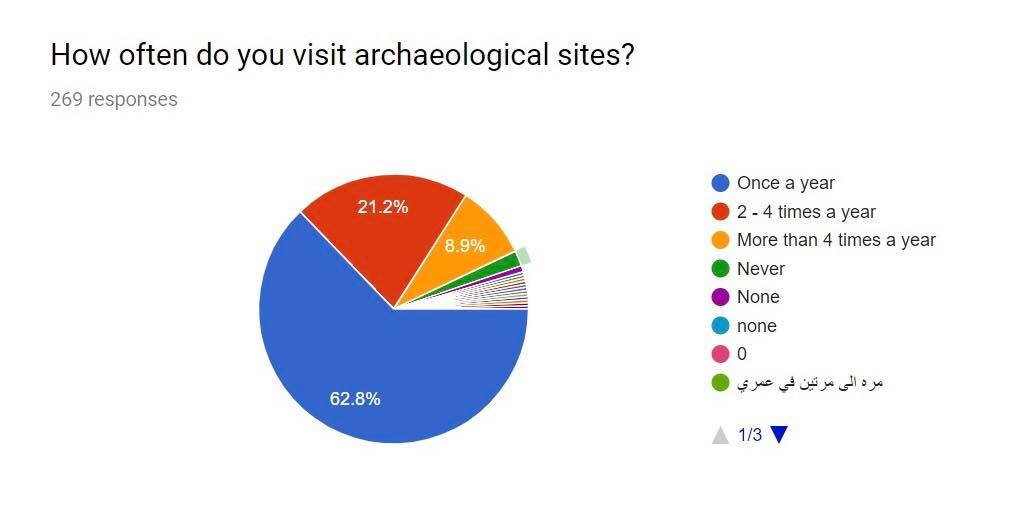 How often do you visit archaeological sites?
269 responses
21.2%
8.9%
62.8%
Once a year
2 - 4 times a year
More than 4 times a year
Never
None
none
0
مره الى مرتين في عمري
1/3